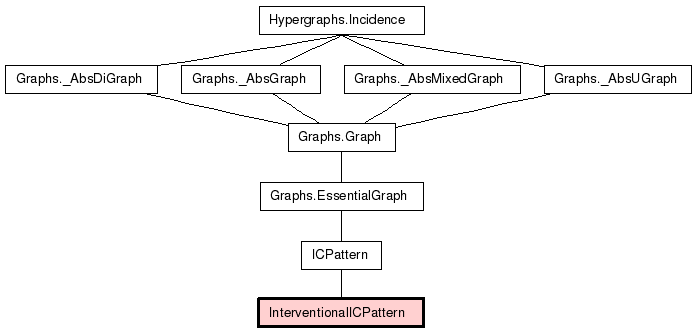 Hypergraphs.Incidence
Graphs._AbsDiGraph
Graphs._AbsGraph
Graphs._AbsMixedGraph
Graphs._AbsUGraph
Graphs.Graph
Graphs.EssentialGraph
ICPattern
InterventionalICPattern